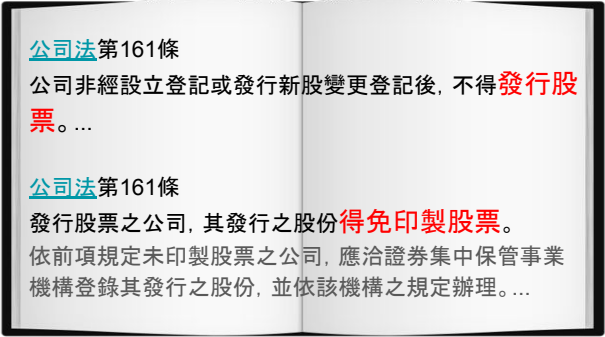 公司法第161條
公司非經設立登記或發行新股變更登記後, 不得發行股
票。...
公司法第161條
發行股票之公司, 其發行之股份得免印製股票。
依前項規定未印製股票之公司, 應洽證券集中保管事業
機構登錄其發行之股份, 並依該機構之規定辦理。...